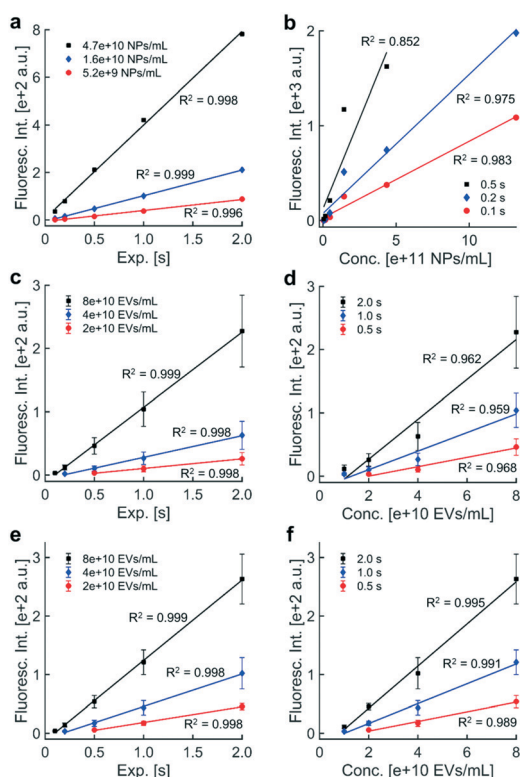 a
Fluoresc. Int. [e+2 a.u.]
8
6
4
2
0
4.7e+10 NPs/mL
1.6e+10 NPs/mL
5.2e+9 NPs/mL
R² = 0.998
R² = 0.999
R² = 0.996
0.0 0.5 1.0 1.5 2.0
Exp. [s]
b
Fluoresc. Int. [e+3 a.u.]
2
1
0
R² = 0.852
R² = 0.975
R² = 0.983
0.5 s
0.2 s
0.1 s
0 5 10
Conc. [e+11 NPs/mL]
c
Fluoresc. Int. [e+2 a.u.]
3
2
1
0
8e+10 EVs/mL
4e+10 EVs/mL
2e+10 EVs/mL
R² = 0.999
R² = 0.998
R² = 0.998
0.0 0.5 1.0 1.5 2.0
Exp. [s]
d
Fluoresc. Int. [e+2 a.u.]
3
2
1
0
2.0 s
1.0 s
0.5 s
R² = 0.962
R² = 0.959
R² = 0.968
0 2 4 6 8
Conc. [e+10 EVs/mL]
e
Fluoresc. Int. [e+2 a.u.]
3
2
1
0
8e+10 EVs/mL
4e+10 EVs/mL
2e+10 EVs/mL
R² = 0.999
R² = 0.998
R² = 0.998
0.0 0.5 1.0 1.5 2.0
Exp. [s]
f
Fluoresc. Int. [e+2 a.u.]
3
2
1
0
2.0 s
1.0 s
0.5 s
R² = 0.995
R² = 0.991
R² = 0.989
0 2 4 6 8
Conc. [e+10 EVs/mL]